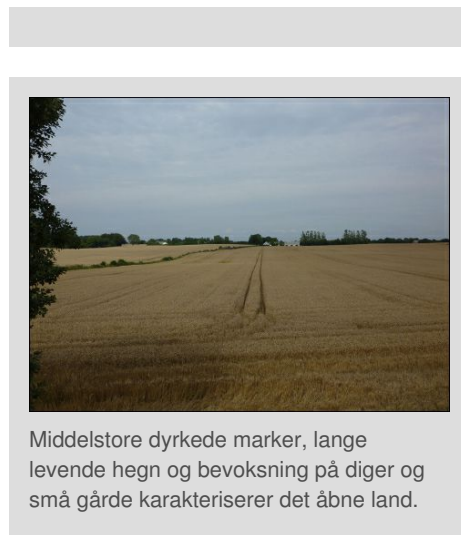 Middelstore dyrkede marker, lange
levende hegn og bevoksning på diger og
små gårde karakteriserer det åbne land.